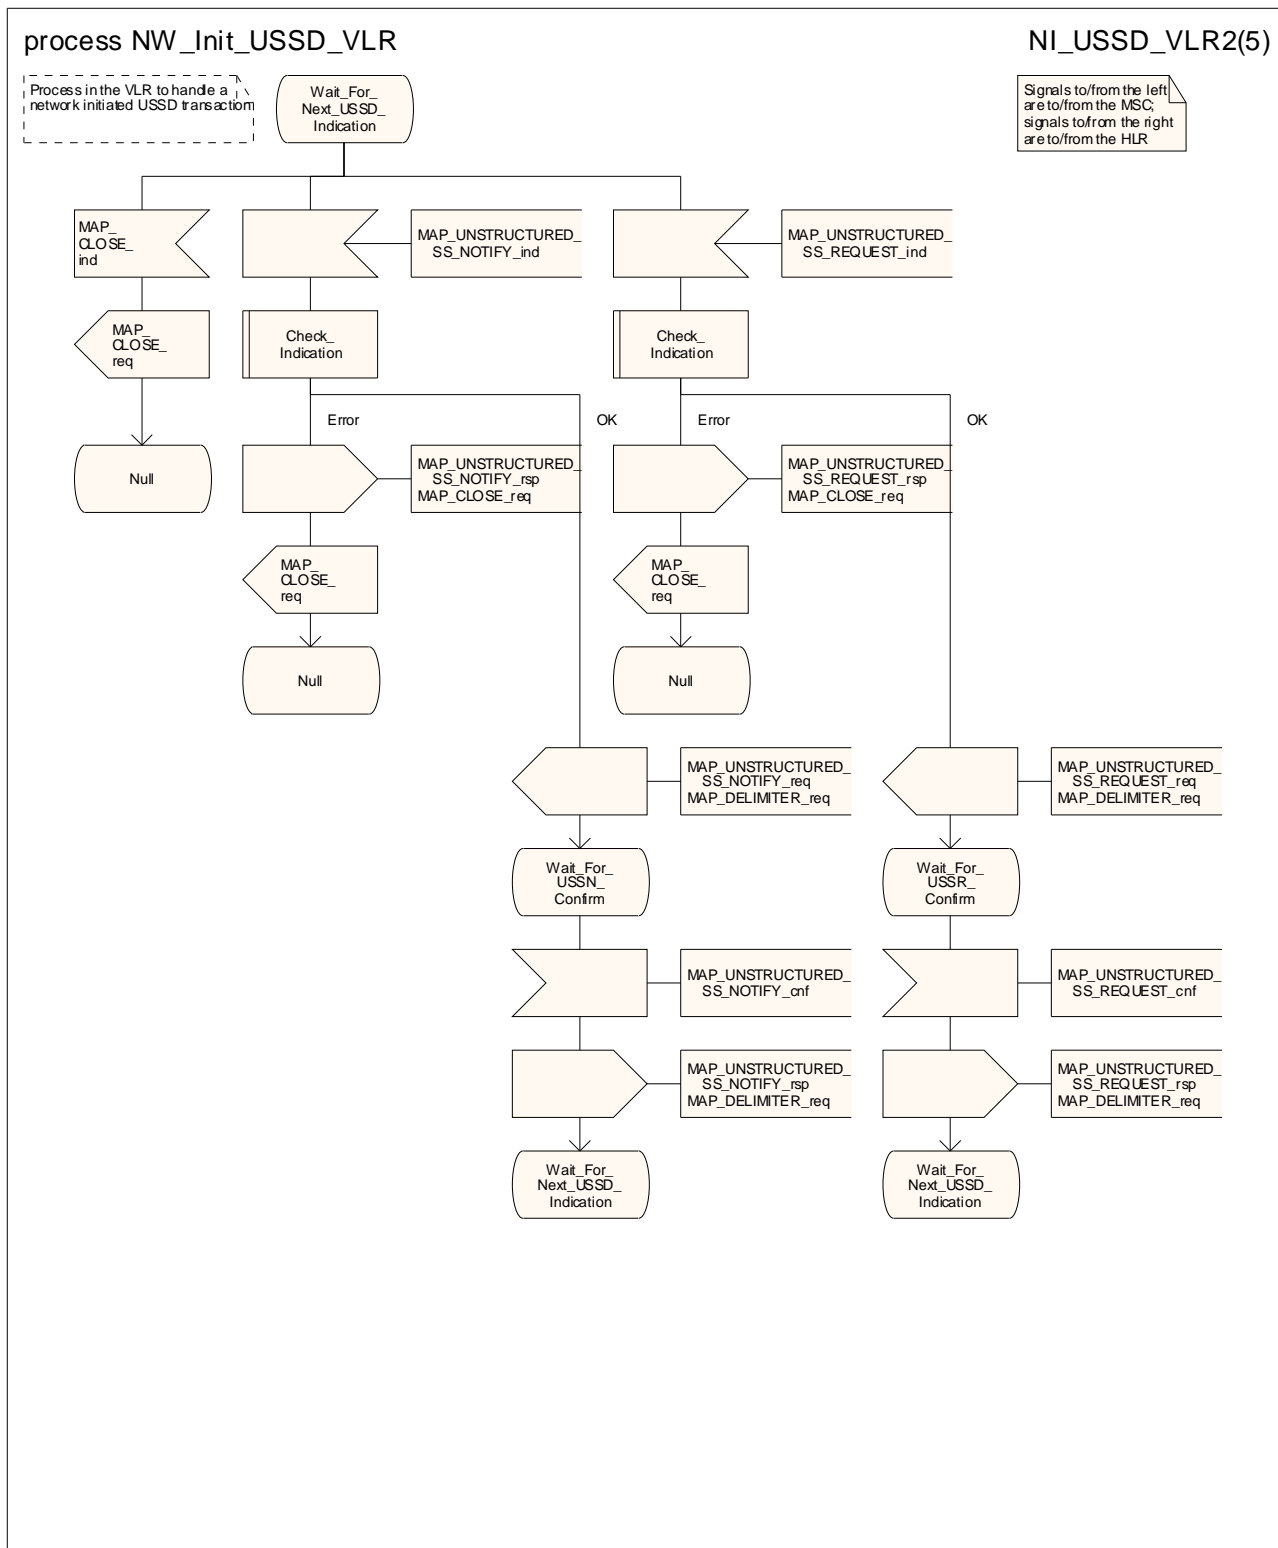 process NW_Init_USSD_VLR
NI_USSD_VLR2(5)
Process in the VLR to handle a
network initiated USSD transaction
Wait_For_
Next_USSD_
Indication
Signals to/from the left
are to/from the MSC;
signals to/from the right
are to/from the HLR
MAP_
CLOSE_
ind
MAP_UNSTRUCTURED_
SS_NOTIFY_ind
MAP_UNSTRUCTURED_
SS_REQUEST_ind
MAP_
CLOSE_
req
Check_
Indication
Check_
Indication
Error
OK
Error
OK
Null
MAP_UNSTRUCTURED_
SS_NOTIFY_rsp
MAP_CLOSE_req
MAP_UNSTRUCTURED_
SS_REQUEST_rsp
MAP_CLOSE_req
MAP_
CLOSE_
req
MAP_
CLOSE_
req
Null
Null
MAP_UNSTRUCTURED_
SS_NOTIFY_req
MAP_DELIMITER_req
MAP_UNSTRUCTURED_
SS_REQUEST_req
MAP_DELIMITER_req
Wait_For_
USSN_
Confirm
Wait_For_
USSR_
Confirm
MAP_UNSTRUCTURED_
SS_NOTIFY_cnf
MAP_UNSTRUCTURED_
SS_REQUEST_cnf
MAP_UNSTRUCTURED_
SS_NOTIFY_rsp
MAP_DELIMITER_req
MAP_UNSTRUCTURED_
SS_REQUEST_rsp
MAP_DELIMITER_req
Wait_For_
Next_USSD_
Indication
Wait_For_
Next_USSD_
Indication